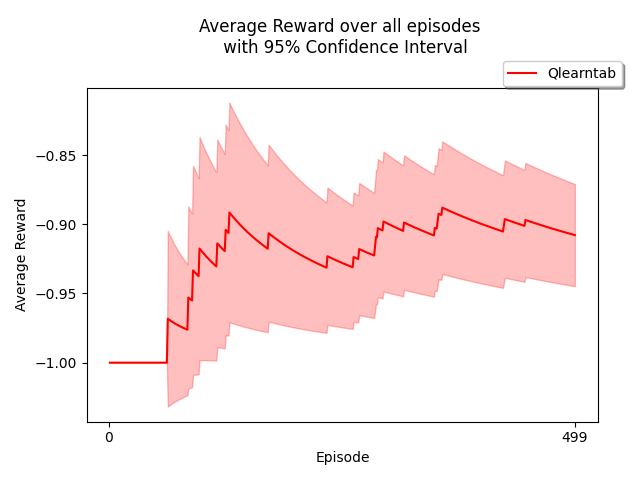 Average Reward over all episodes
with 95% Confidence Interval
Qlearntab
−0.85
−0.90
−0.95
−1.00
Average Reward
0
499
Episode